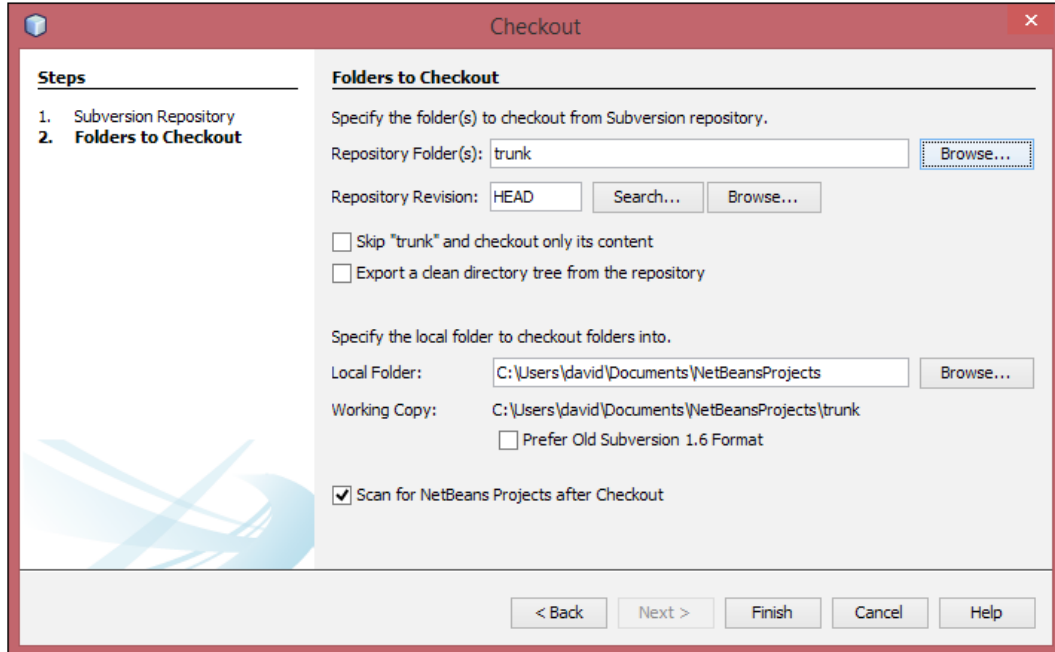 Checkout
Steps
1. Subversion Repository
2. Folders to Checkout
Folders to Checkout
Specify the folder(s) to checkout from Subversion repository.
Repository Folder(s): trunk Browse...
Repository Revision: HEAD Search... Browse...
Skip "trunk" and checkout only its content
Export a clean directory tree from the repository
Specify the local folder to checkout folders into.
Local Folder: C:\Users\david\Documents\NetBeansProjects Browse...
Working Copy: C:\Users\david\Documents\NetBeansProjects\trunk
Prefer Old Subversion 1.6 Format
Scan for NetBeans Projects after Checkout
< Back Next > Finish Cancel Help